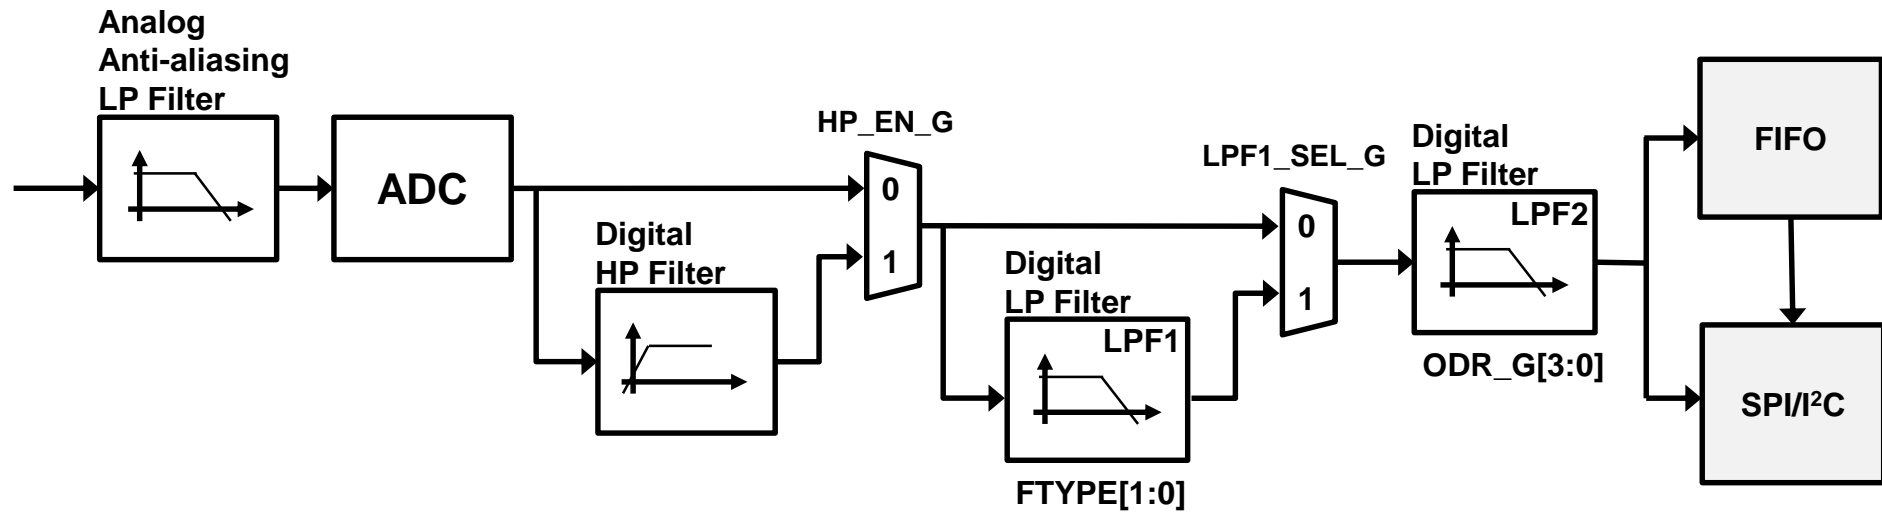 Analog
Anti-aliasing
LP Filter
ADC
HP_EN_G
0
1
Digital
HP Filter
LPF1_SEL_G
0
1
Digital
LP Filter
LPF1
FTYPE[1:0]
Digital
LP Filter
LPF2
ODR_G[3:0]
FIFO
SPI/I²C